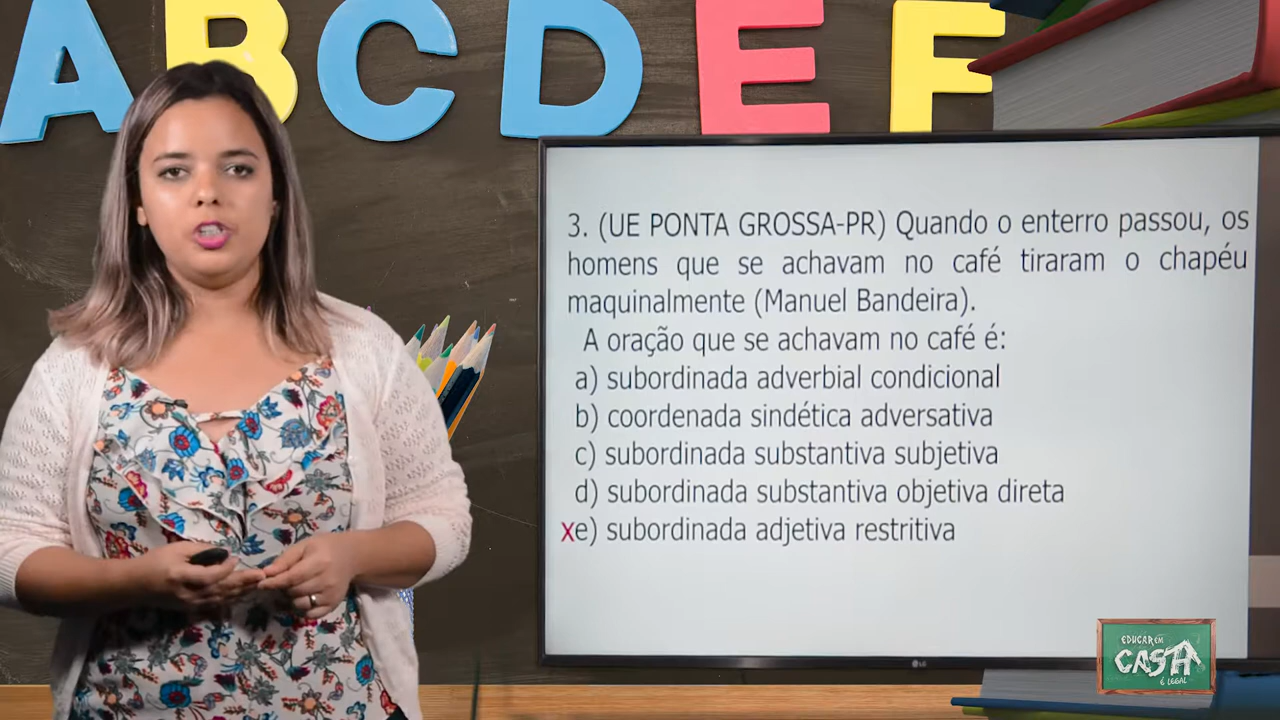 A B C D E F
3. (UE PONTA GROSSA-PR) Quando o enterro passou, os
homens que se achavam no café tiraram o chapéu
maquinalmente (Manuel Bandeira).
A oração que se achavam no café é:
a) subordinada adverbial condicional
b) coordenada sindética adversativa
c) subordinada substantiva subjetiva
d) subordinada substantiva objetiva direta
xe) subordinada adjetiva restritiva
LG
EDUCAR EM
CASA
É LEGAL